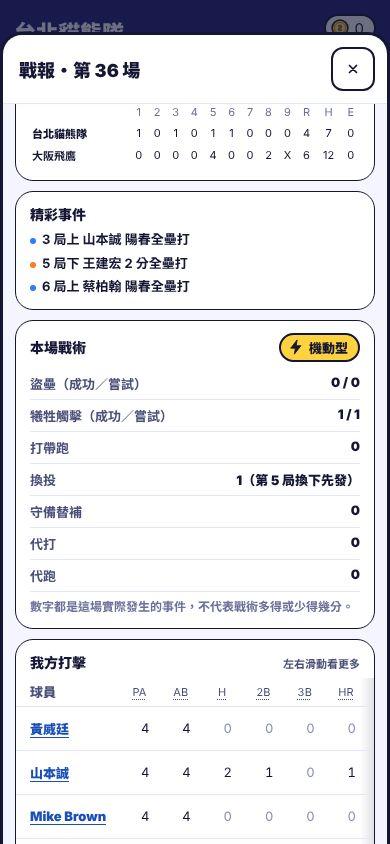 台北貓熊隊 0
戰報・第 36 場 ×
1 2 3 4 5 6 7 8 9 R H E
台北貓熊隊 1 0 1 0 1 1 0 0 0 4 7 0
大阪飛鷹 0 0 0 0 4 0 0 2 X 6 12 0
精彩事件
3 局上 山本誠 陽春全壘打
5 局下 王建宏 2 分全壘打
6 局上 蔡柏翰 陽春全壘打
本場戰術 機動型
盜壘（成功／嘗試） 0 / 0
犧牲觸擊（成功／嘗試） 1 / 1
打帶跑 0
換投 1（第 5 局換下先發）
守備替補 0
代打 0
代跑 0
數字都是這場實際發生的事件，不代表戰術多得或少得幾分。
我方打擊 左右滑動看更多
球員 PA AB H 2B 3B HR
黃威廷 4 4 0 0 0 0
山本誠 4 4 2 1 0 1
Mike Brown 4 4 0 0 0 0